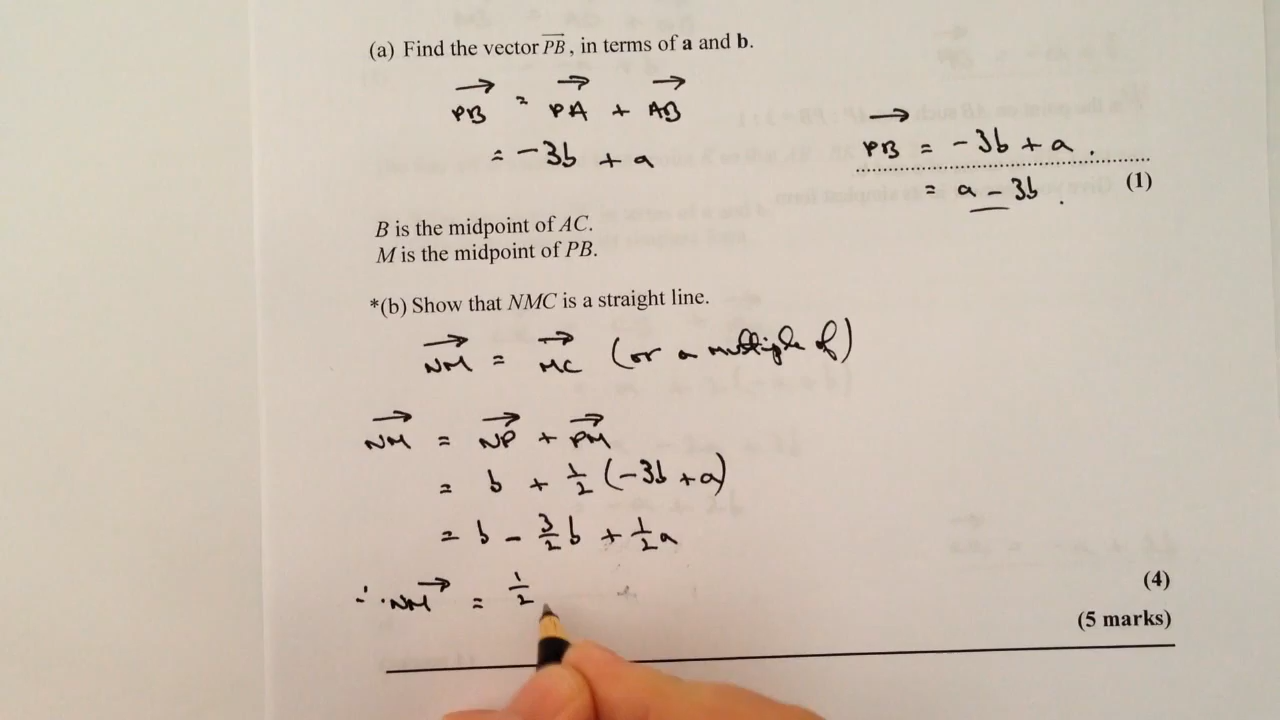 (a) Find the vector PB, in terms of a and b.
PB = PA + AB
= -3b + a
PB = -3b + a.
= a - 3b.
(1)
B is the midpoint of AC.
M is the midpoint of PB.
*(b) Show that NMC is a straight line.
NM = MC (or a multiple of)
NM = NP + PM
= b + 1/2 (-3b + a)
= b - 3/2 b + 1/2 a
∴ NM = 1/2
(4)
(5 marks)